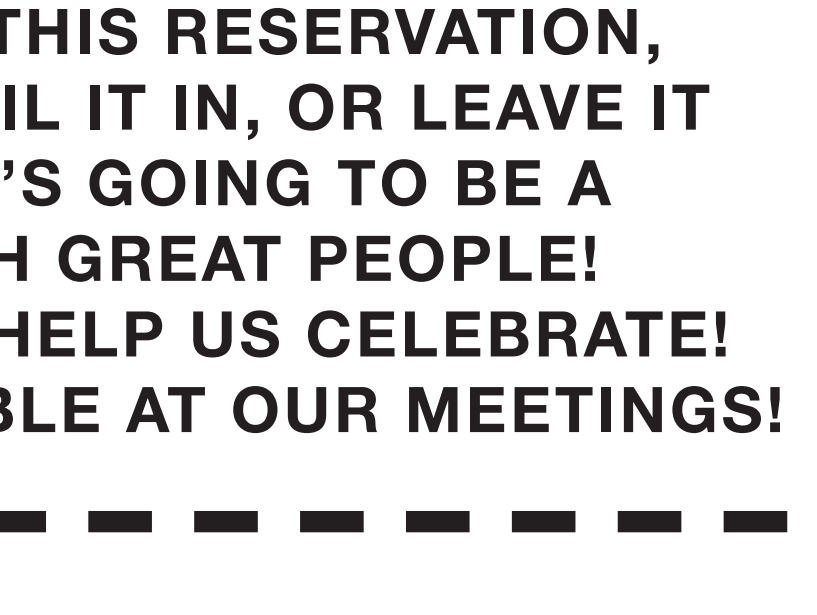 THIS RESERVATION,
IL IT IN, OR LEAVE IT
’S GOING TO BE A
H GREAT PEOPLE!
HELP US CELEBRATE!
BLE AT OUR MEETINGS!